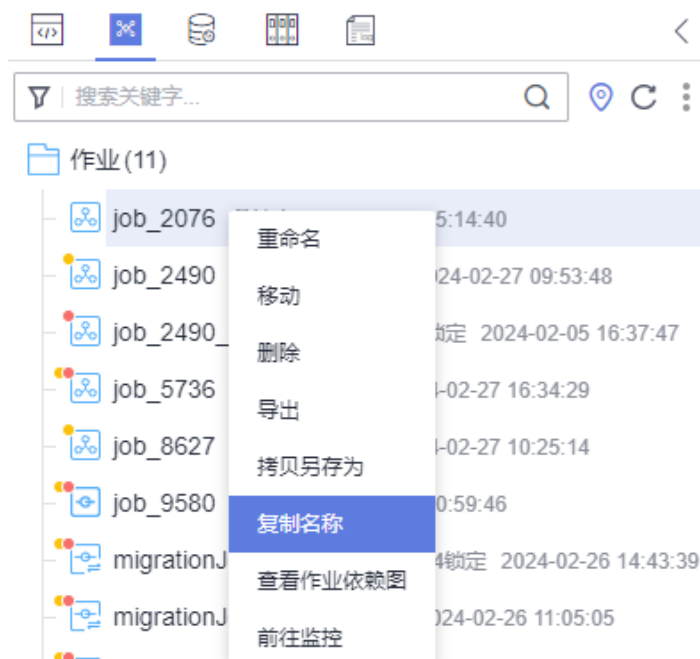 搜索关键字...
作业(11)
job_2076 5:14:40
重命名
job_2490 24-02-27 09:53:48
移动
job_2490_ 锁定 2024-02-05 16:37:47
删除
job_5736 -02-27 16:34:29
导出
job_8627 -02-27 10:25:14
拷贝另存为
job_9580 0:59:46
复制名称
migrationJ 4锁定 2024-02-26 14:43:39
查看作业依赖图
migrationJ 024-02-26 11:05:05
前往监控